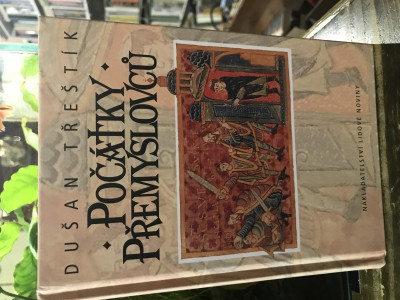 DUŠAN TŘEŠTÍK
• POČÁTKY •
PŘEMYSLOVCŮ
NAKLADATELSTVÍ LIDOVÉ NOVINY